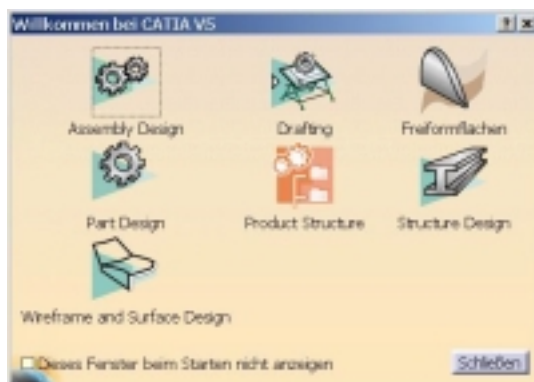 Willkommen bei CATIA V5
Assembly Design
Drafting
Freiformflächen
Part Design
Product Structure
Structure Design
Wireframe and Surface Design
Dieses Fenster beim Starten nicht anzeigen
Schließen